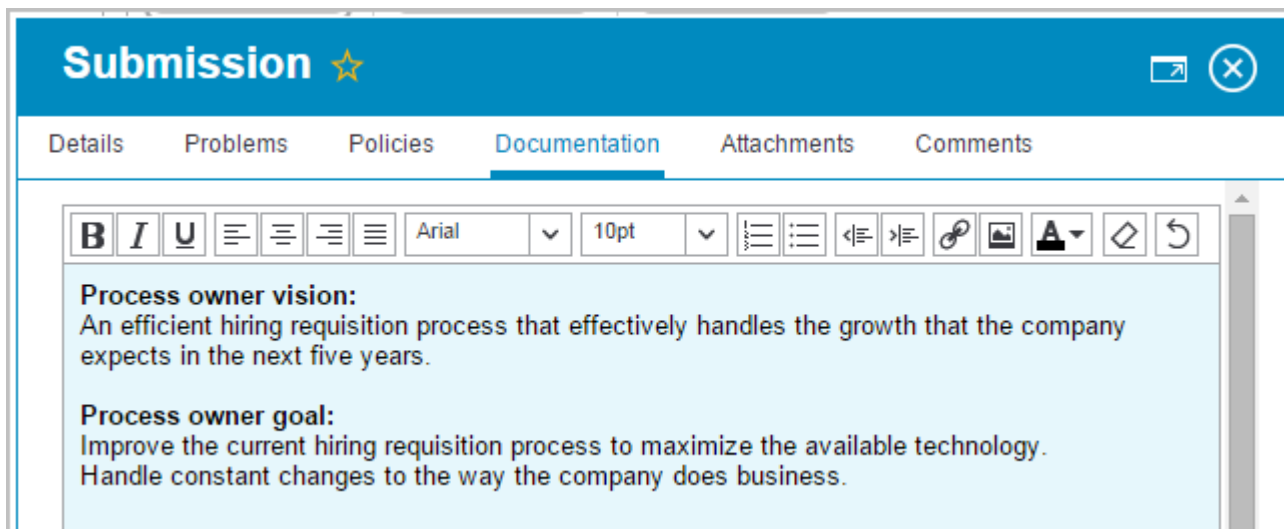 Submission
Details Problems Policies Documentation Attachments Comments
B I U Arial 10pt A
Process owner vision:
An efficient hiring requisition process that effectively handles the growth that the company
expects in the next five years.
Process owner goal:
Improve the current hiring requisition process to maximize the available technology.
Handle constant changes to the way the company does business.